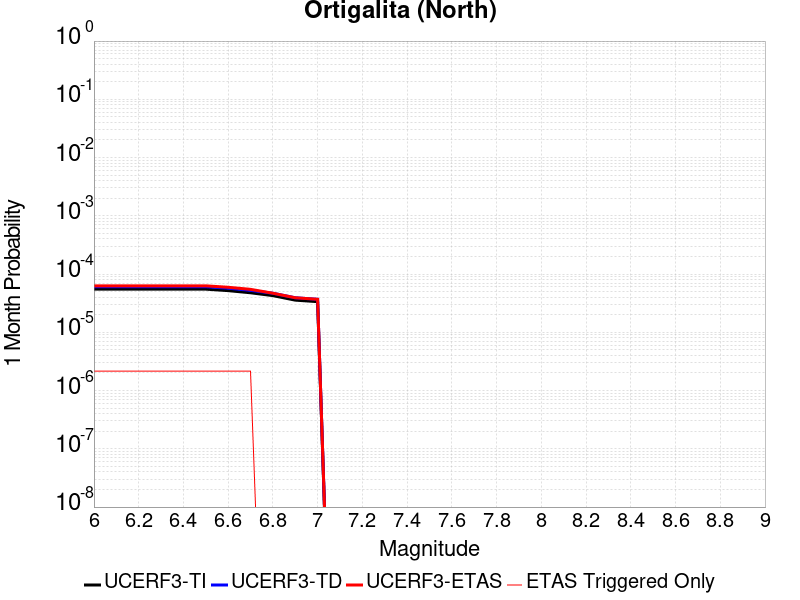 Ortigalita (North)
10^0
10^-1
10^-2
10^-3
10^-4
10^-5
10^-6
10^-7
10^-8
1 Month Probability
6 6.2 6.4 6.6 6.8 7 7.2 7.4 7.6 7.8 8 8.2 8.4 8.6 8.8 9
Magnitude
UCERF3-TI UCERF3-TD UCERF3-ETAS ETAS Triggered Only